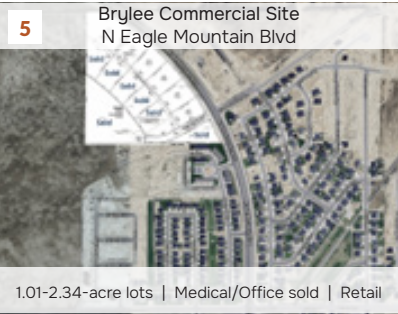 5
Brylee Commercial Site
N Eagle Mountain Blvd
1.01-2.34-acre lots | Medical/Office sold | Retail